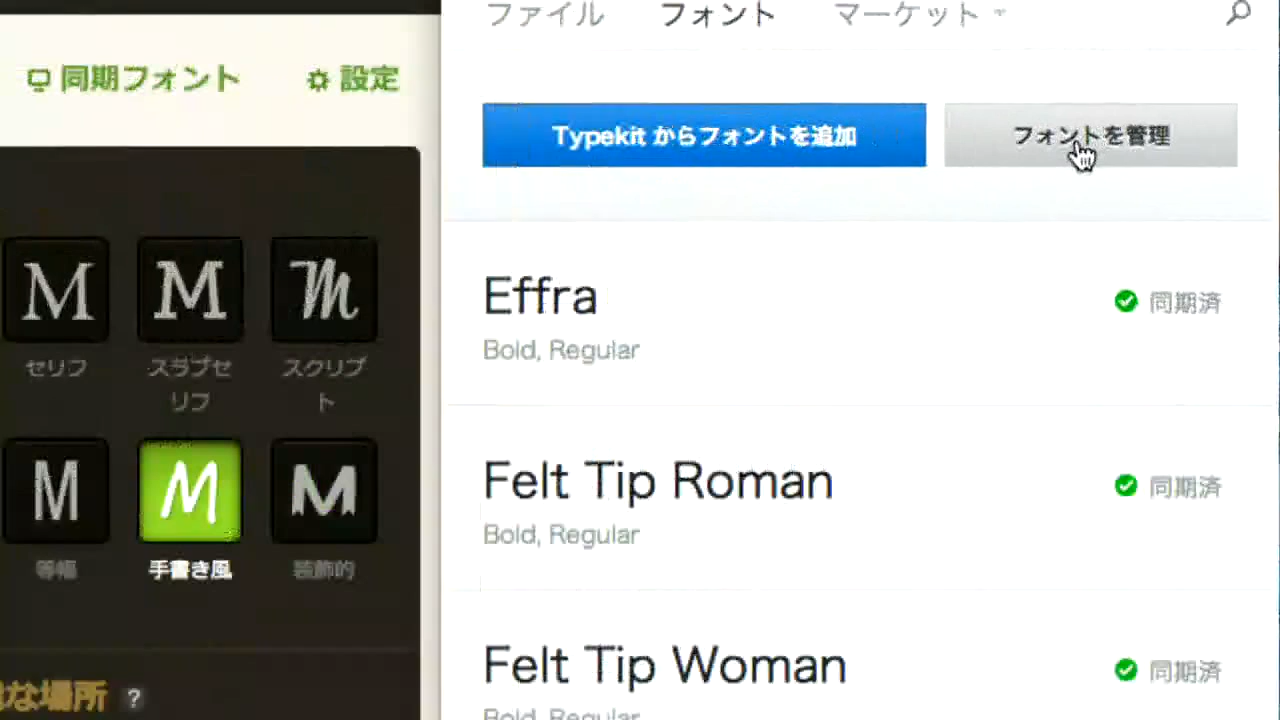 ファイル フォント マーケット
同期フォント 設定
Typekit からフォントを追加 フォントを管理
M M M
セリフ スラブセ スクリプ
リフ ト
M M M
等幅 手書き風 装飾的
な場所 ?
Effra 同期済
Bold, Regular
Felt Tip Roman 同期済
Bold, Regular
Felt Tip Woman 同期済
Bold, Regular